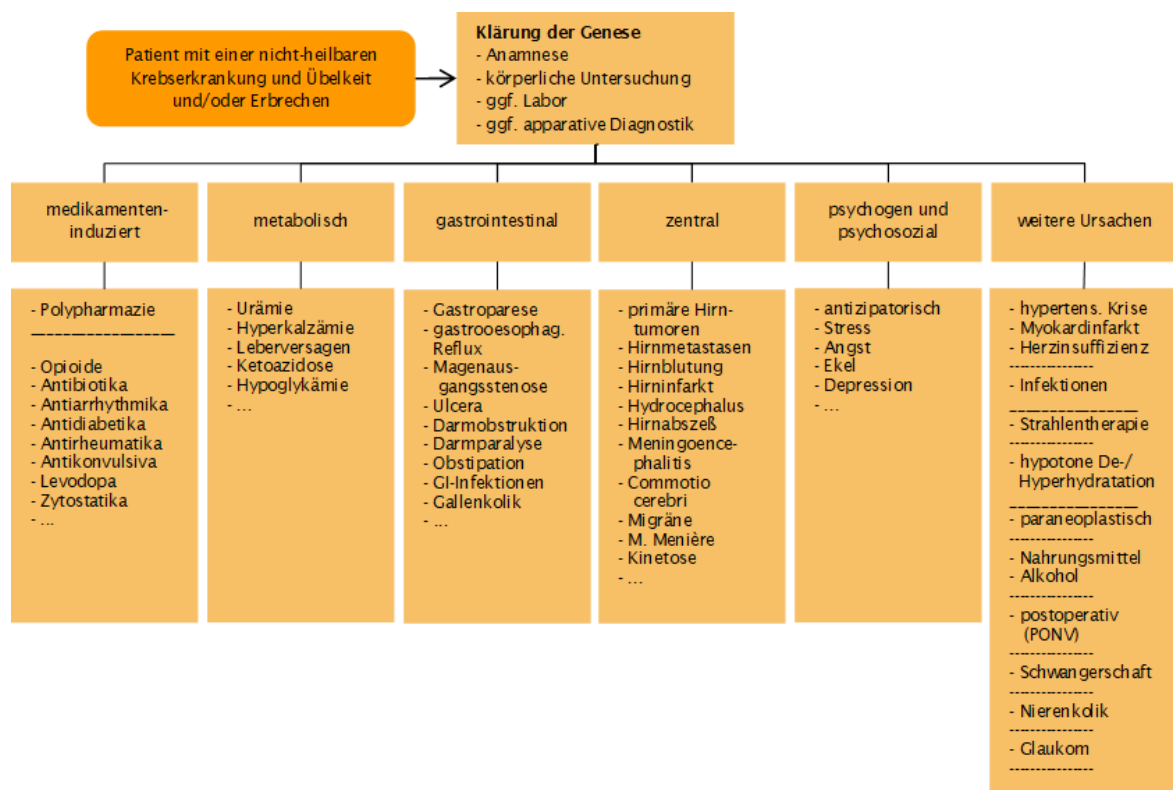 Patient mit einer nicht-heilbaren
Krebserkrankung und Übelkeit
und/oder Erbrechen
Klärung der Genese
- Anamnese
- körperliche Untersuchung
- ggf. Labor
- ggf. apparative Diagnostik
medikamenten-
induziert
metabolisch
gastrointestinal
zentral
psychogen und
psychosozial
weitere Ursachen
- Polypharmazie
- Opioide
- Antibiotika
- Antiarrhythmika
- Antidiabetika
- Antirheumatika
- Antikonvulsiva
- Levodopa
- Zytostatika
- ...
- Urämie
- Hyperkalzämie
- Leberversagen
- Ketoazidose
- Hypoglykämie
- ...
- Gastroparese
- gastrooesophag.
Reflux
- Magenaus-
gangsstenose
- Ulcera
- Darmobstruktion
- Darmparalyse
- Obstipation
- GI-Infektionen
- Gallenkolik
- ...
- primäre Hirn-
tumoren
- Hirnmetastasen
- Hirnblutung
- Hirninfarkt
- Hydrocephalus
- Hirnabszeß
- Meningoence-
phalitis
- Commotio
cerebri
- Migräne
- M. Menière
- Kinetose
- ...
- antizipatorisch
- Stress
- Angst
- Ekel
- Depression
- ...
- hypertens. Krise
- Myokardinfarkt
- Herzinsuffizienz
- Infektionen
- Strahlentherapie
- hypotone De-/
Hyperhydratation
- paraneoplastisch
- Nahrungsmittel
- Alkohol
- postoperativ
(PONV)
- Schwangerschaft
- Nierenkolik
- Glaukom